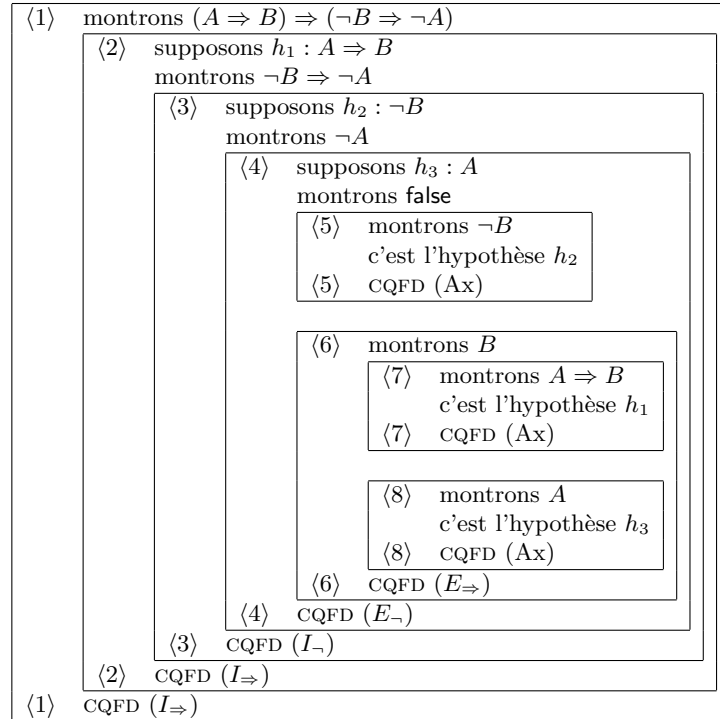 ⟨1⟩ montrons (A ⇒ B) ⇒ (¬B ⇒ ¬A)
⟨2⟩ supposons h₁ : A ⇒ B
montrons ¬B ⇒ ¬A
⟨3⟩ supposons h₂ : ¬B
montrons ¬A
⟨4⟩ supposons h₃ : A
montrons false
⟨5⟩ montrons ¬B
c'est l'hypothèse h₂
⟨5⟩ CQFD (Ax)
⟨6⟩ montrons B
⟨7⟩ montrons A ⇒ B
c'est l'hypothèse h₁
⟨7⟩ CQFD (Ax)
⟨8⟩ montrons A
c'est l'hypothèse h₃
⟨8⟩ CQFD (Ax)
⟨6⟩ CQFD (E⇒)
⟨4⟩ CQFD (E¬)
⟨3⟩ CQFD (I¬)
⟨2⟩ CQFD (I⇒)
⟨1⟩ CQFD (I⇒)